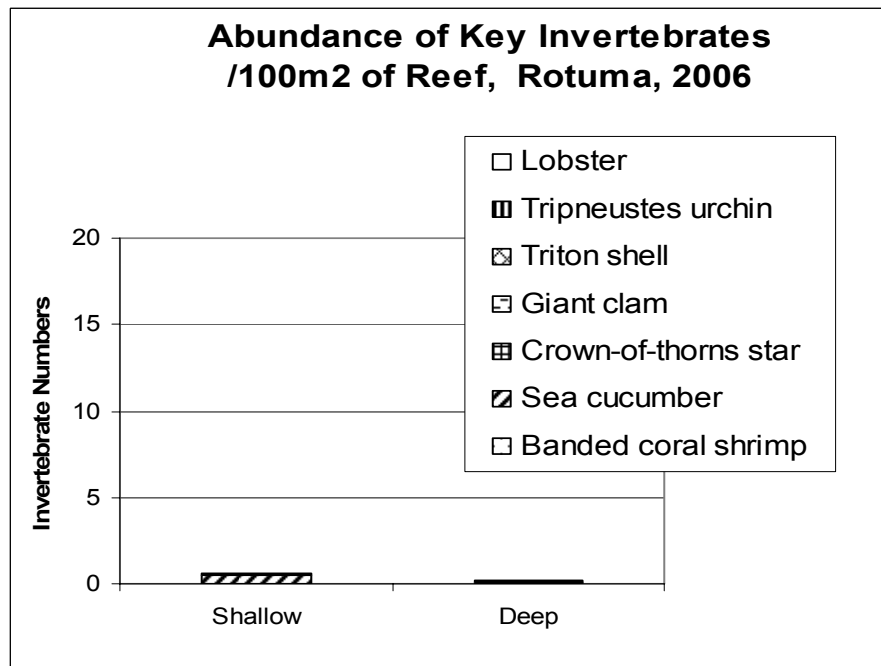 Abundance of Key Invertebrates
/100m2 of Reef, Rotuma, 2006
Lobster
Tripneustes urchin
Triton shell
Giant clam
Crown-of-thorns star
Sea cucumber
Banded coral shrimp
Invertebrate Numbers
20
15
10
5
0
Shallow
Deep